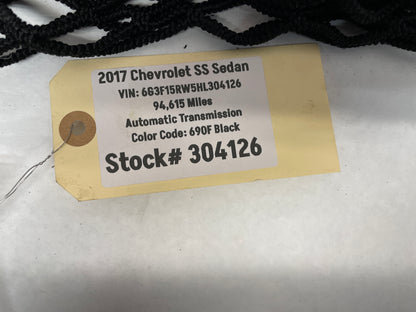 2017 Chevrolet SS Sedan
VIN: 6G3F15RW5HL304126
94,615 Miles
Automatic Transmission
Color Code: 690F Black
Stock# 304126